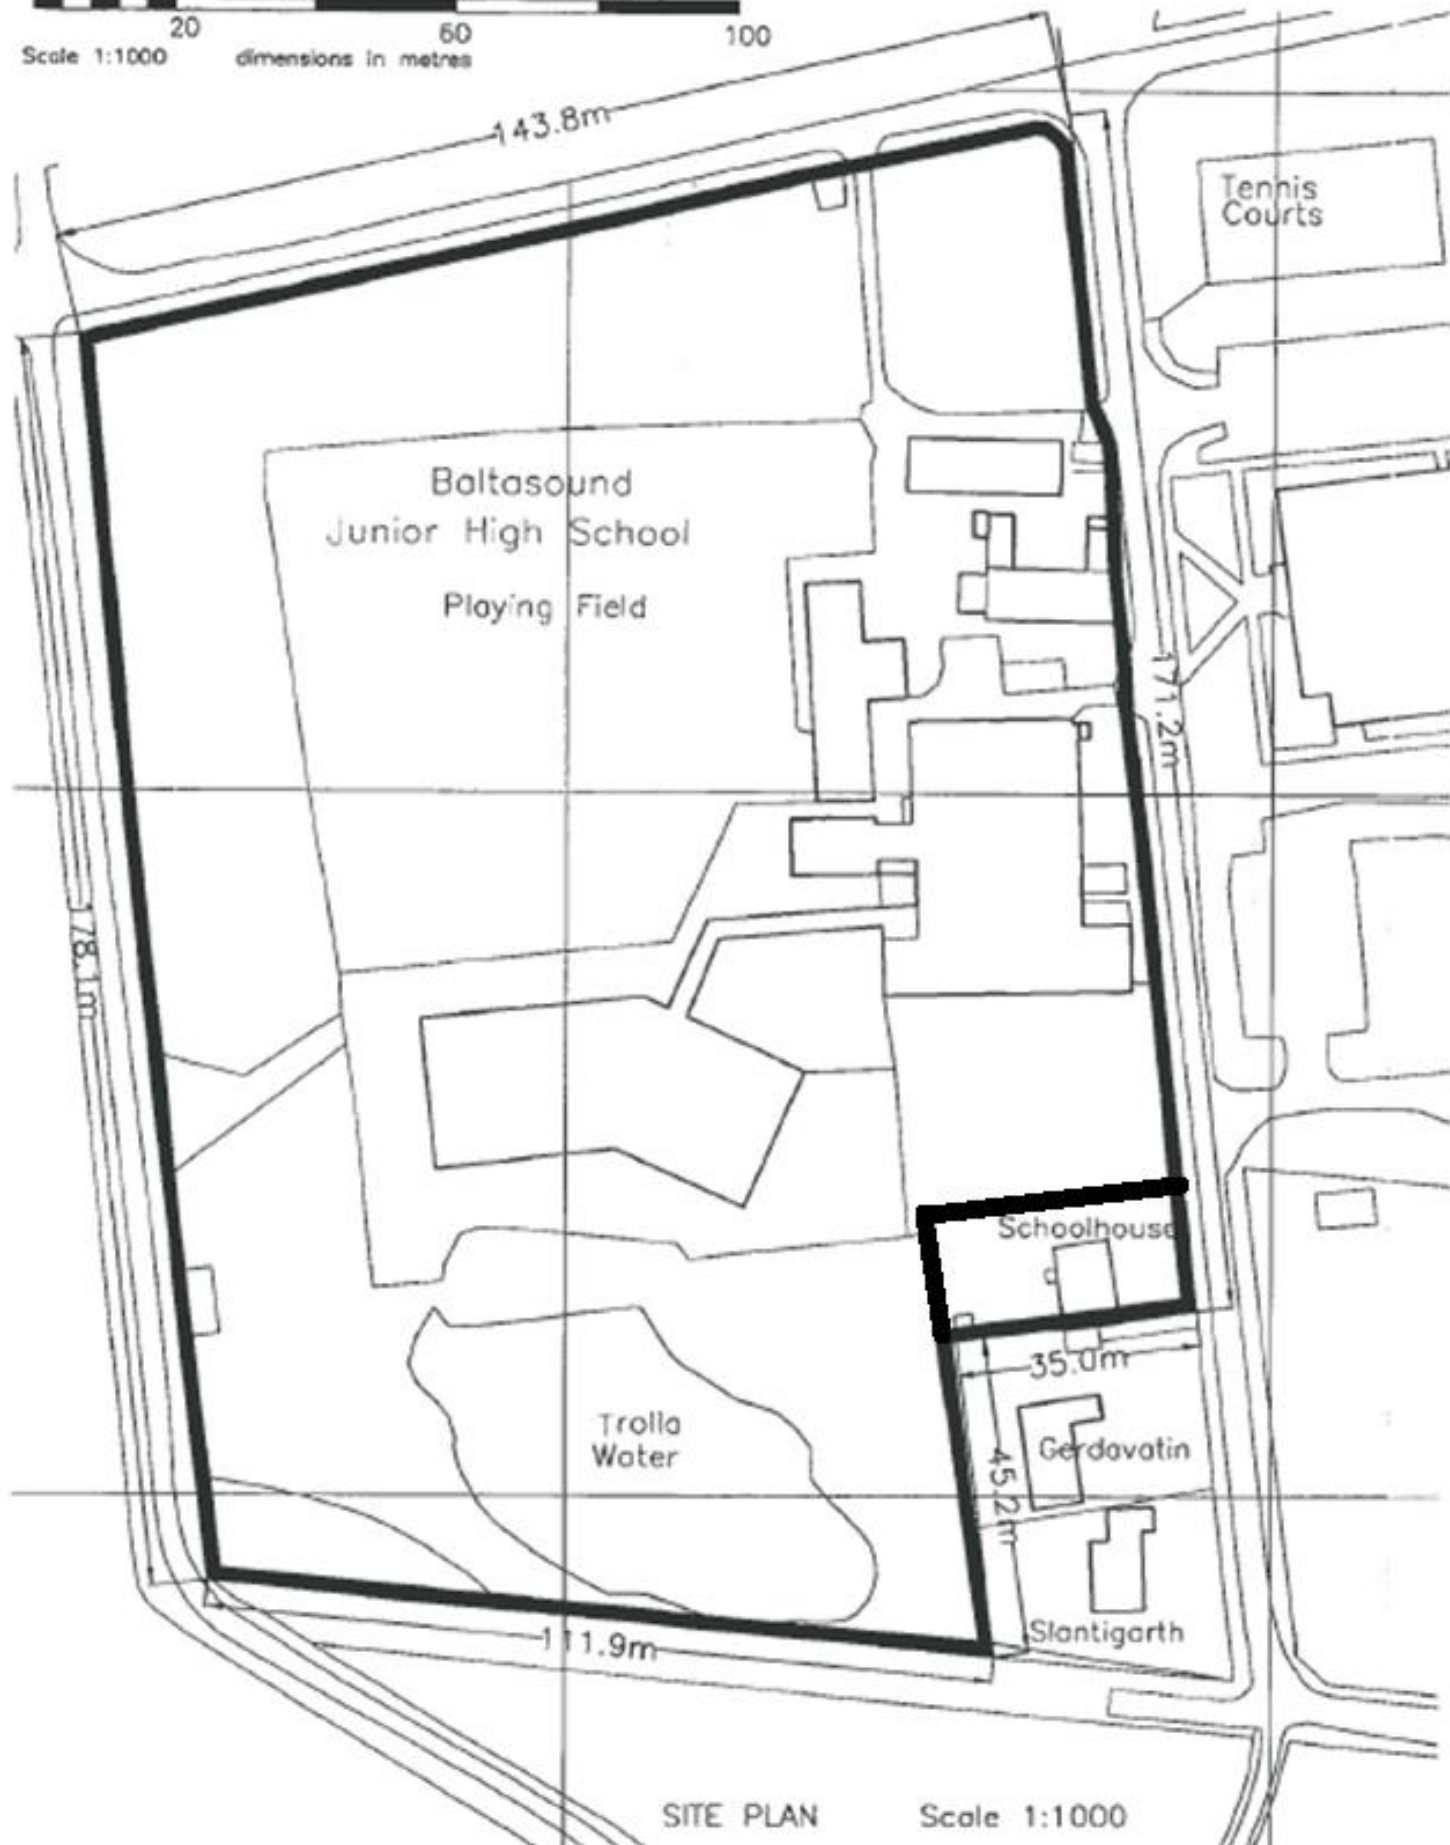 20 60 100
Scale 1:1000 dimensions in metres
143.8m
Tennis
Courts
Baltasound
Junior High School
Playing Field
171.2m
178.1m
Schoolhouse
35.0m
Trolla
Water
Gerdavatin
45.2m
Slantigarth
111.9m
SITE PLAN Scale 1:1000